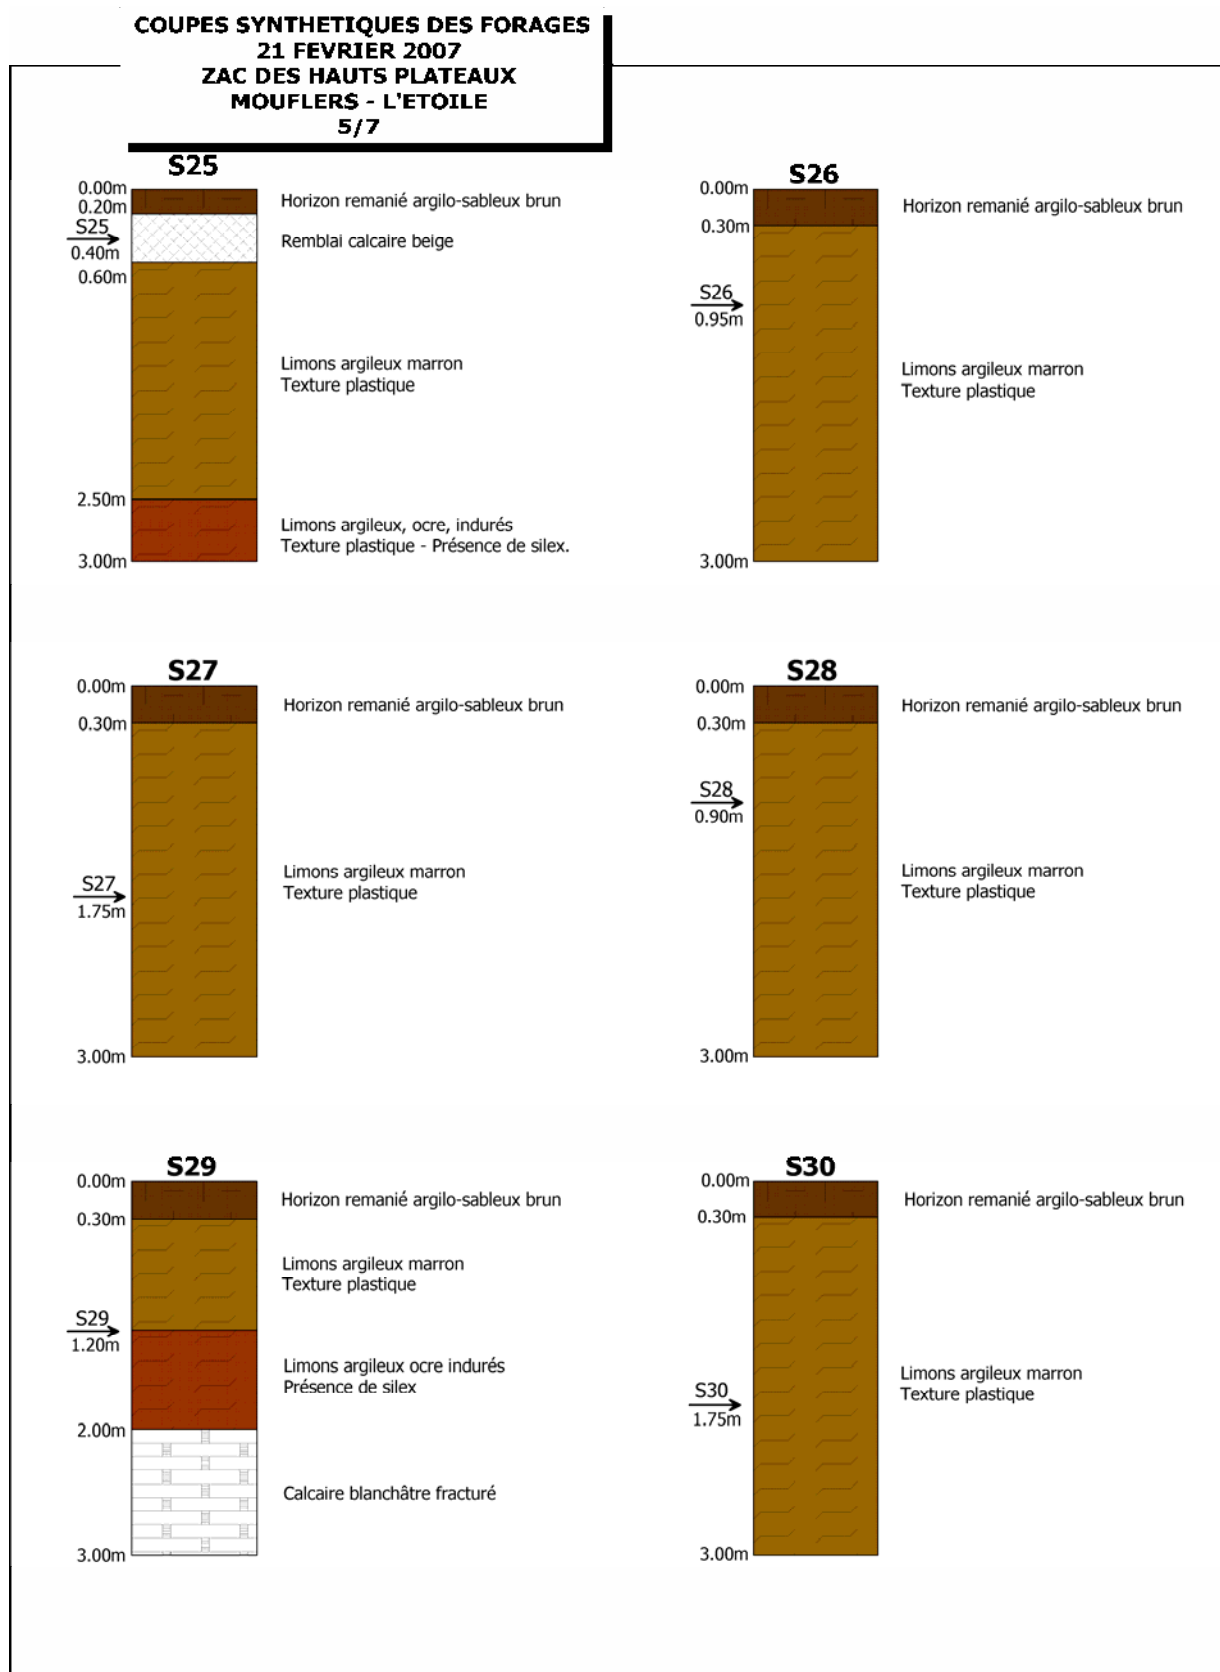 COUPES SYNTHETIQUES DES FORAGES
21 FEVRIER 2007
ZAC DES HAUTS PLATEAUX
MOUFLERS - L'ETOILE
5/7
S25
0.00m
0.20m
Horizon remanié argilo-sableux brun
S25
0.40m
Remblai calcaire beige
0.60m
Limons argileux marron
Texture plastique
2.50m
Limons argileux, ocre, indurés
Texture plastique - Présence de silex.
3.00m
S26
0.00m
Horizon remanié argilo-sableux brun
0.30m
S26
0.95m
Limons argileux marron
Texture plastique
3.00m
S27
0.00m
Horizon remanié argilo-sableux brun
0.30m
Limons argileux marron
Texture plastique
S27
1.75m
3.00m
S28
0.00m
Horizon remanié argilo-sableux brun
0.30m
S28
0.90m
Limons argileux marron
Texture plastique
3.00m
S29
0.00m
Horizon remanié argilo-sableux brun
0.30m
Limons argileux marron
Texture plastique
S29
1.20m
Limons argileux ocre indurés
Présence de silex
2.00m
Calcaire blanchâtre fracturé
3.00m
S30
0.00m
Horizon remanié argilo-sableux brun
0.30m
Limons argileux marron
Texture plastique
S30
1.75m
3.00m